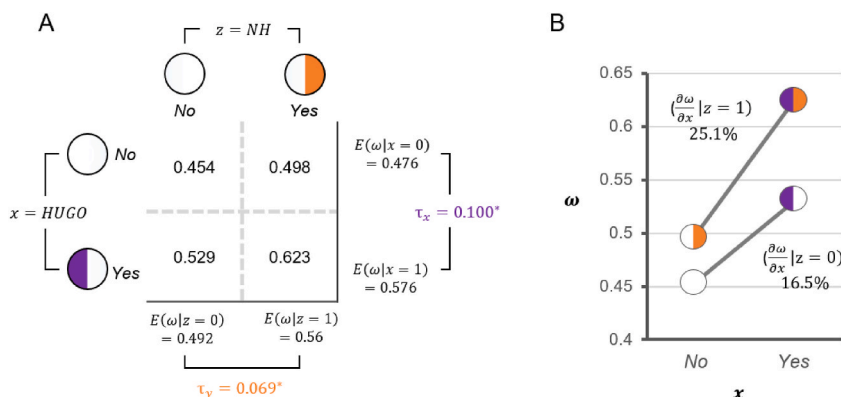 A
z = NH
No
Yes
No
x = HUGO
Yes
0.454
0.498
0.529
0.623
E(ω|x = 0)
= 0.476
τx = 0.100*
E(ω|x = 1)
= 0.576
E(ω|z = 0)
= 0.492
E(ω|z = 1)
= 0.56
τy = 0.069*
B
0.65
0.6
0.55
0.5
0.45
0.4
ω
(∂ω/∂x |z = 1)
25.1%
(∂ω/∂x |z = 0)
16.5%
No
Yes
x